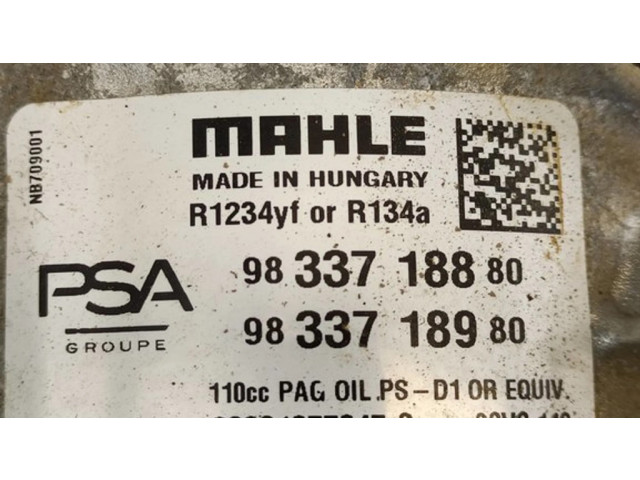 NB709001
MAHLE
MADE IN HUNGARY
R1234yf or R134a
PSA
GROUPE
98 337 188 80
98 337 189 80
110cc PAG OIL.PS-D1 OR EQUIV.